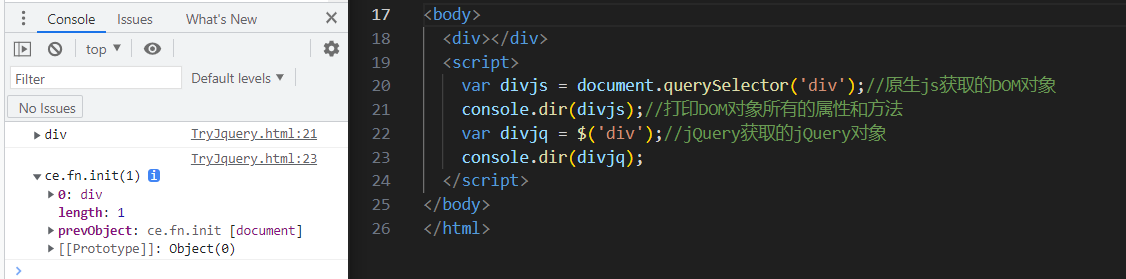 Console Issues What's New
top
Filter Default levels
No Issues
div TryJquery.html:21
TryJquery.html:23
ce.fn.init(1) i
0: div
length: 1
prevObject: ce.fn.init [document]
[[Prototype]]: Object(0)
17 <body>
18 <div></div>
19 <script>
20 var divjs = document.querySelector('div');//原生js获取的DOM对象
21 console.dir(divjs);//打印DOM对象所有的属性和方法
22 var divjq = $('div');//jQuery获取的jQuery对象
23 console.dir(divjq);
24 </script>
25 </body>
26 </html>